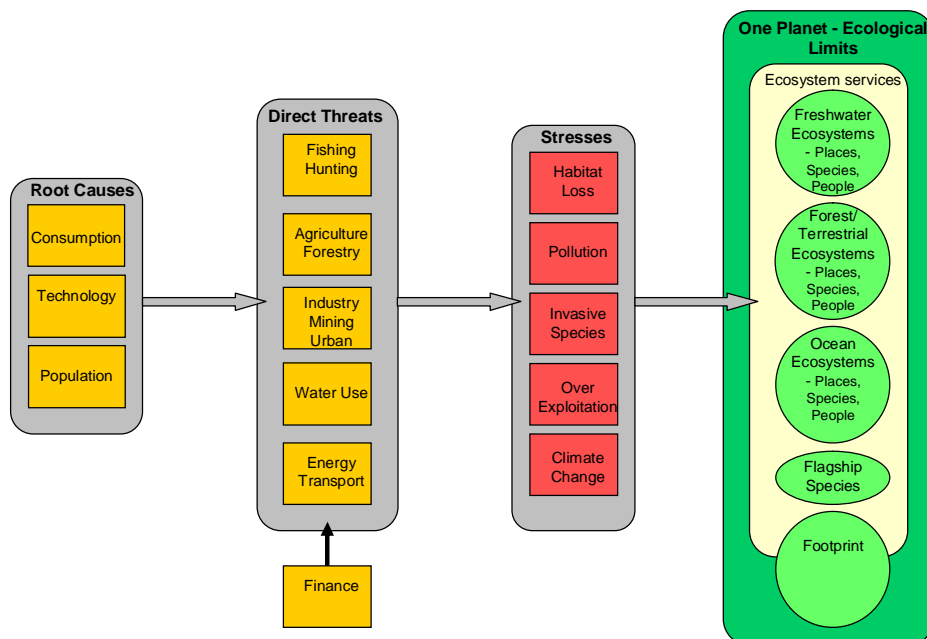 Root Causes
Consumption
Technology
Population
Direct Threats
Fishing
Hunting
Agriculture
Forestry
Industry
Mining
Urban
Water Use
Energy
Transport
Finance
Stresses
Habitat
Loss
Pollution
Invasive
Species
Over
Exploitation
Climate
Change
One Planet - Ecological
Limits
Ecosystem services
Freshwater
Ecosystems
- Places,
Species,
People
Forest/
Terrestrial
Ecosystems
- Places,
Species,
People
Ocean
Ecosystems
- Places,
Species,
People
Flagship
Species
Footprint